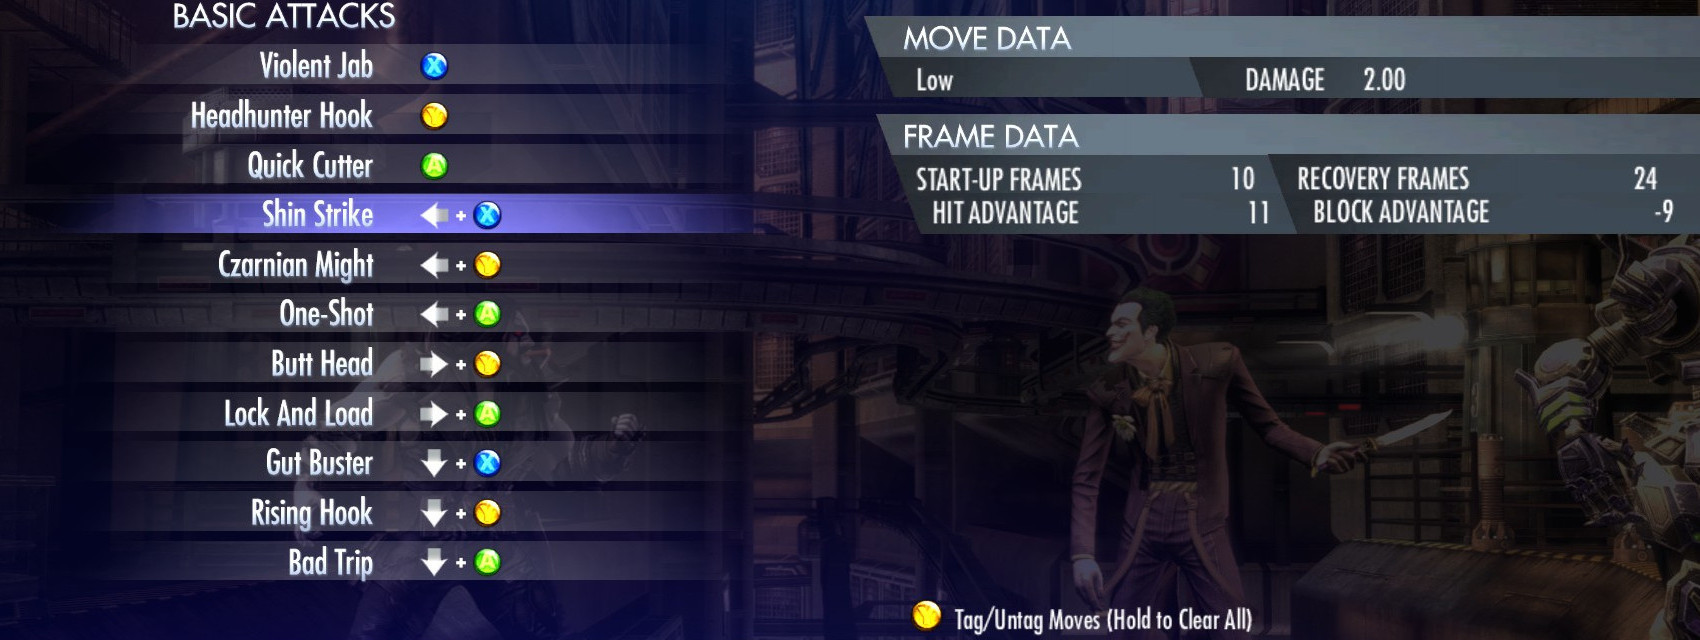 BASIC ATTACKS
Violent Jab X
Headhunter Hook Y
Quick Cutter A
Shin Strike + X
Czarnian Might + Y
One-Shot + A
Butt Head + Y
Lock And Load + A
Gut Buster + X
Rising Hook + Y
Bad Trip + A
MOVE DATA
Low DAMAGE 2.00
FRAME DATA
START-UP FRAMES 10 RECOVERY FRAMES 24
HIT ADVANTAGE 11 BLOCK ADVANTAGE -9
Y Tag/Untag Moves (Hold to Clear All)